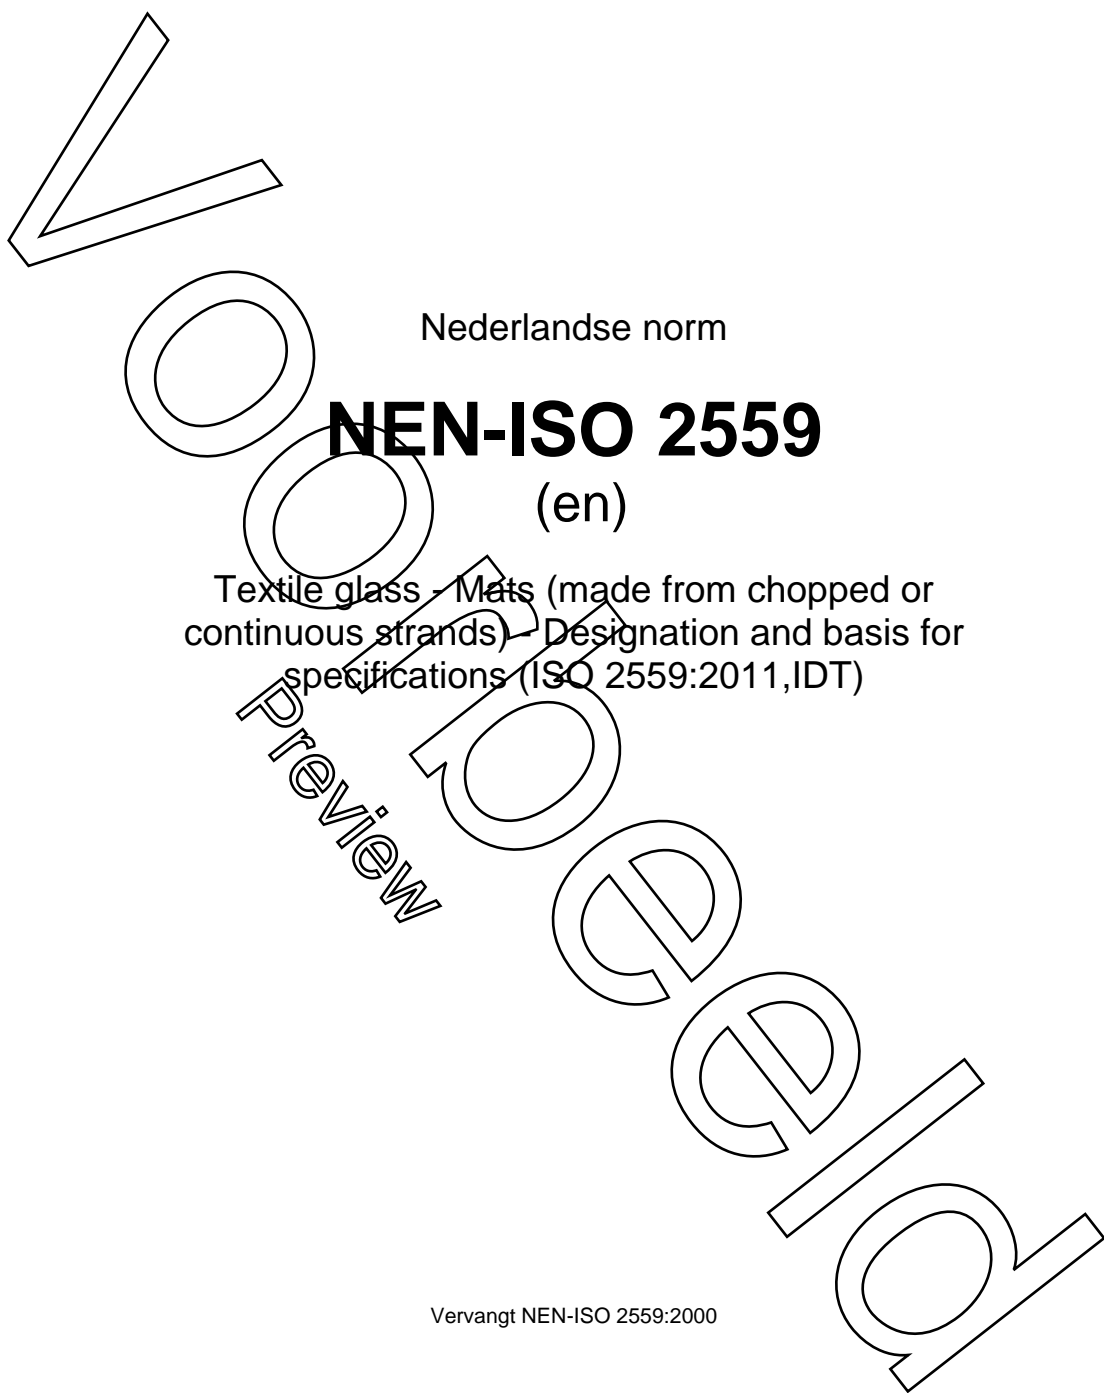 Nederlandse norm
NEN-ISO 2559
(en)
Textile glass - Mats (made from chopped or
continuous strands) - Designation and basis for
specifications (ISO 2559:2011,IDT)
Voorbeeld
Preview
Vervangt NEN-ISO 2559:2000